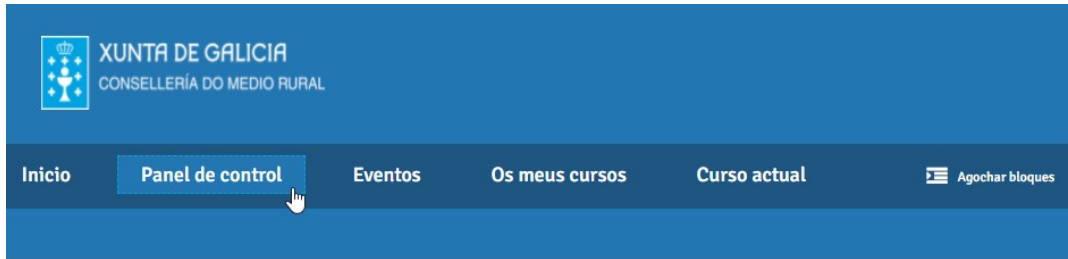 XUNTA DE GALICIA
CONSELLERÍA DO MEDIO RURAL
Inicio Panel de control Eventos Os meus cursos Curso actual Agochar bloques